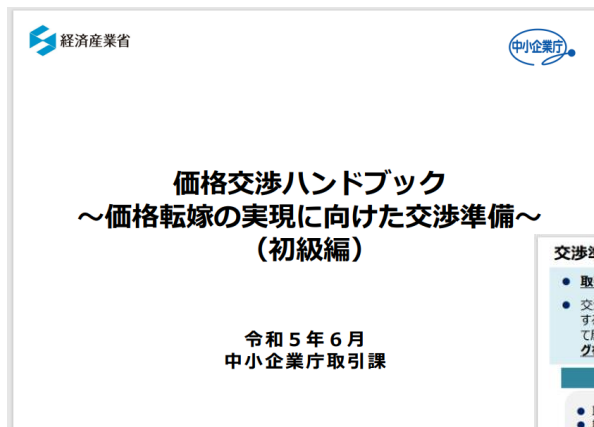 経済産業省
中小企業庁
価格交渉ハンドブック
～価格転嫁の実現に向けた交渉準備～
（初級編）
令和５年６月
中小企業庁取引課
交渉準
● 取
● 交
する
グ